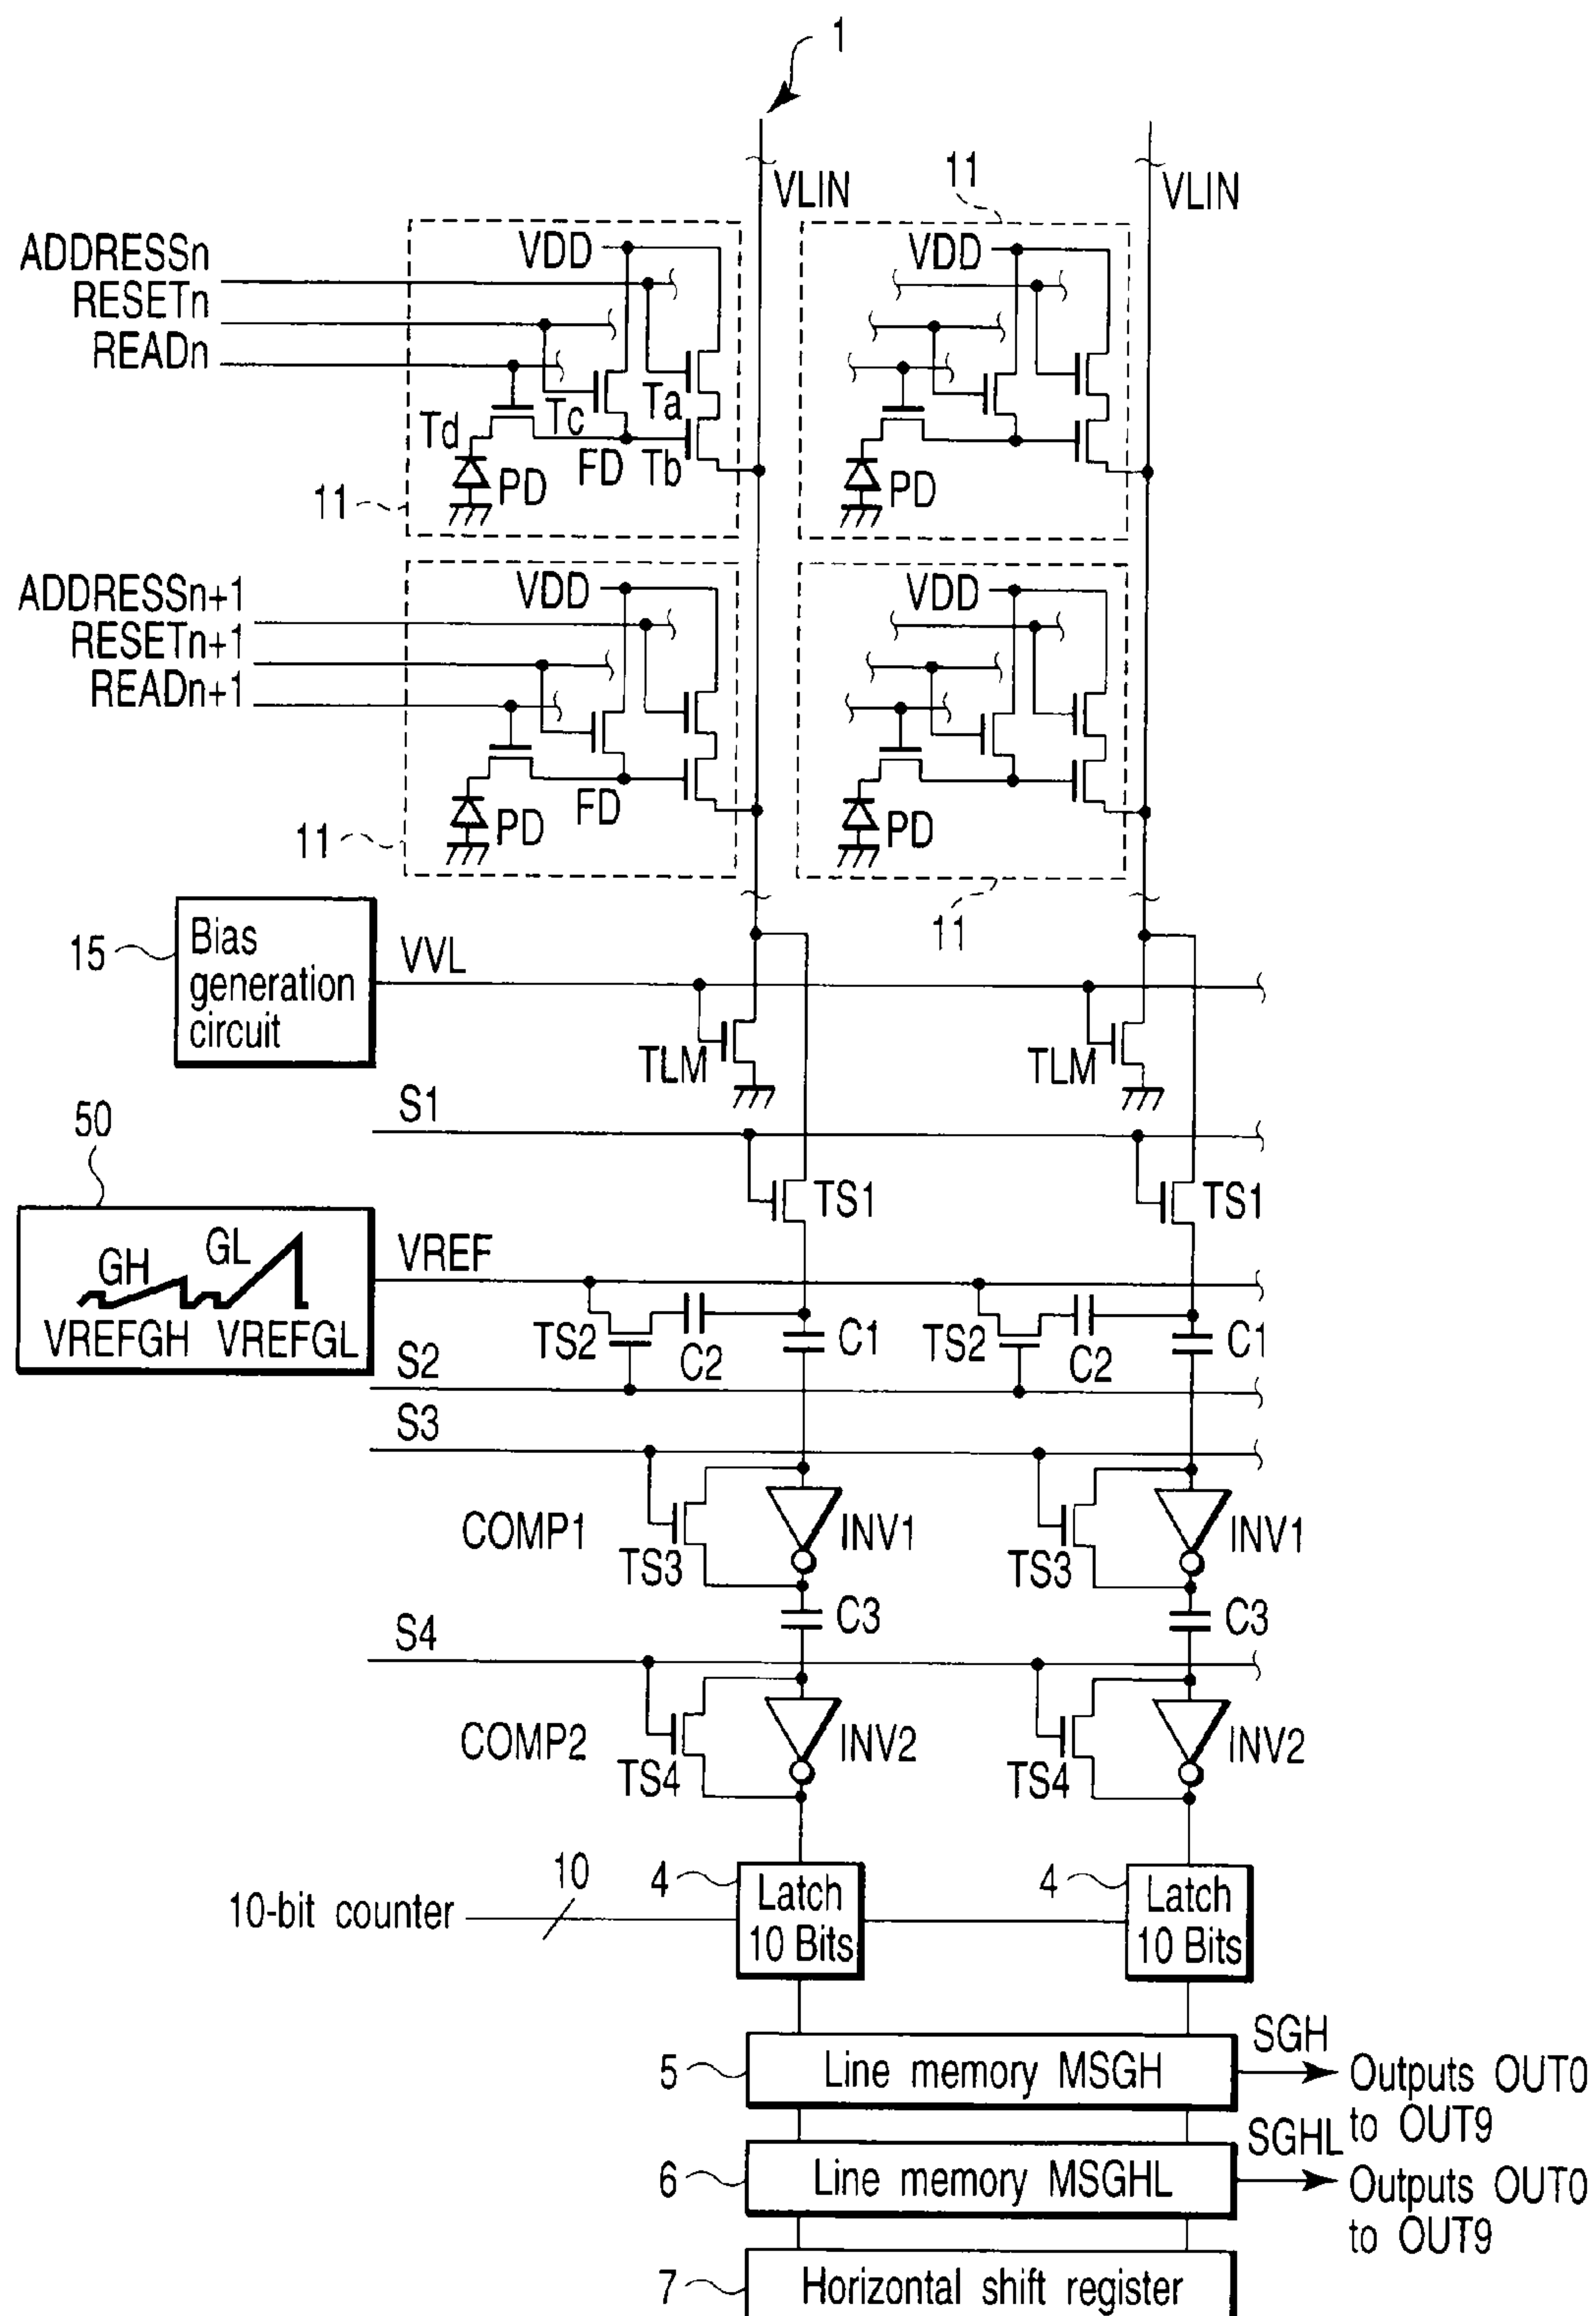 1
VLIN
VLIN
11
ADDRESSn
RESETn
READn
VDD
VDD
Td
Tc
Ta
FD
Tb
PD
PD
11
ADDRESSn+1
RESETn+1
READn+1
VDD
VDD
FD
PD
PD
11
11
15
Bias
generation
circuit
VVL
TLM
TLM
S1
50
TS1
TS1
GH
GL
VREFGH
VREFGL
VREF
TS2
C2
C1
TS2
C2
C1
S2
S3
COMP1
TS3
INV1
TS3
INV1
C3
C3
S4
COMP2
TS4
INV2
TS4
INV2
10-bit counter
10
4
Latch
10 Bits
4
Latch
10 Bits
5
Line memory MSGH
SGH
Outputs OUT0
to OUT9
6
Line memory MSGHL
SGHL
Outputs OUT0
to OUT9
7
Horizontal shift register